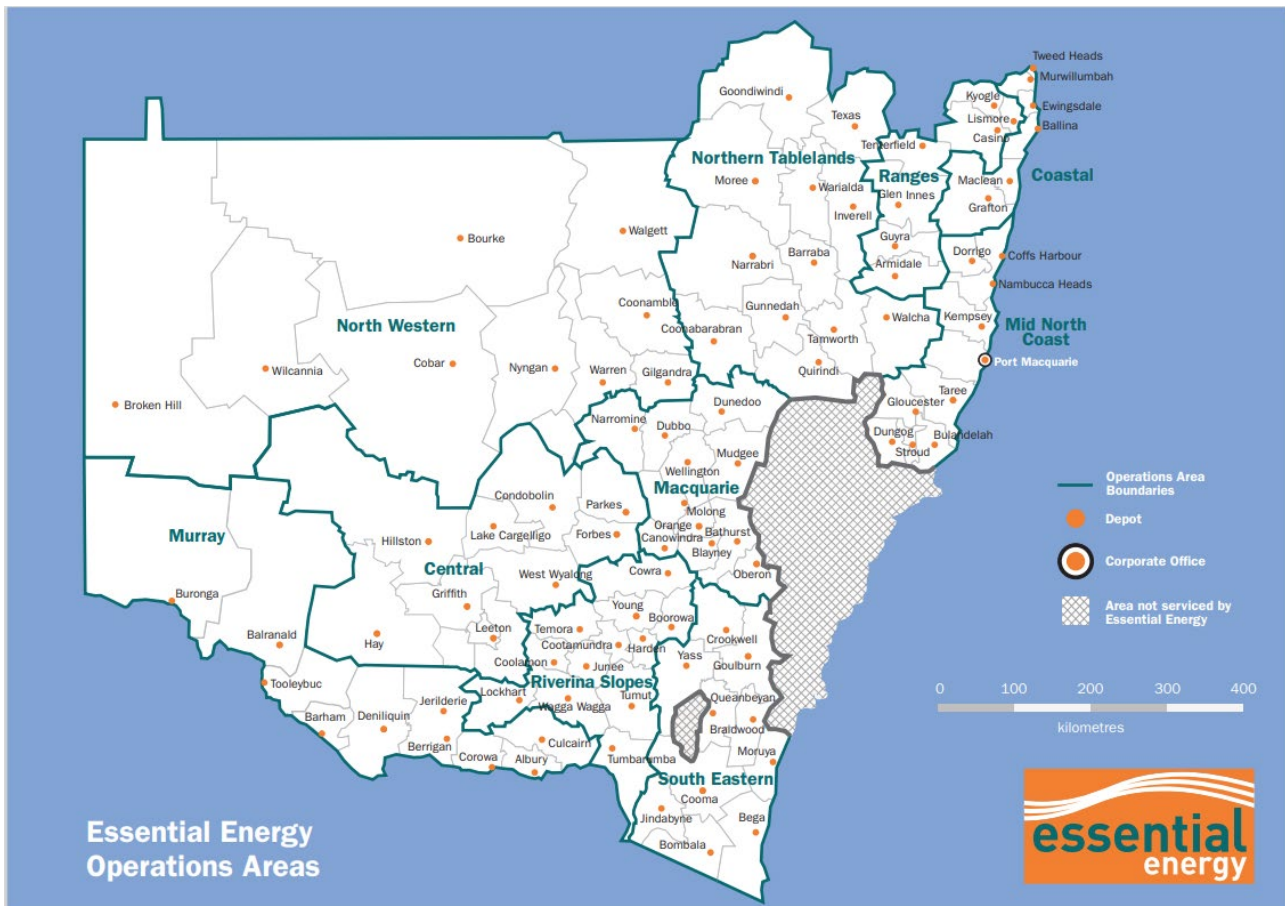 Tweed Heads
Murwillumbah
Goondiwindi
Kyogle
Ewingsdale
Texas
Lismore
Ballina
Casino
Tenterfield
Northern Tablelands
Ranges
Coastal
Moree
Warialda
Maclean
Glen Innes
Grafton
Inverell
Walgett
Bourke
Guyra
Barraba
Dorrigo
Coffs Harbour
Narrabri
Armidale
Nambucca Heads
Coonamble
Gunnedah
Walcha
Kempsey
North Western
Coonabarabran
Mid North
Coast
Tamworth
Port Macquarie
Cobar
Nyngan
Wilcannia
Warren
Gilgandra
Quirindi
Broken Hill
Dunedoo
Gloucester
Taree
Narromine
Dubbo
Dungog
Bulandelah
Stroud
Mudgee
Wellington
Macquarie
Operations Area
Boundaries
Condobolin
Parkes
Molong
Depot
Lake Cargelligo
Forbes
Orange
Bathurst
Canowindra
Blayney
Murray
Hillston
Central
West Wyalong
Cowra
Oberon
Corporate Office
Buronga
Griffith
Young
Boorowa
Area not serviced by
Essential Energy
Balranald
Hay
Leeton
Temora
Cootamundra
Harden
Crookwell
Coolamon
Junee
Yass
Goulburn
Tooleybuc
Jerilderie
Lockhart
Riverina Slopes
Wagga Wagga
Tumut
Queanbeyan
0 100 200 300 400
kilometres
Barham
Deniliquin
Braidwood
Berrigan
Culcairn
Moruya
Corowa
Albury
Tumbarumba
South Eastern
Cooma
Jindabyne
Bega
Bombala
Essential Energy
Operations Areas
essential
energy